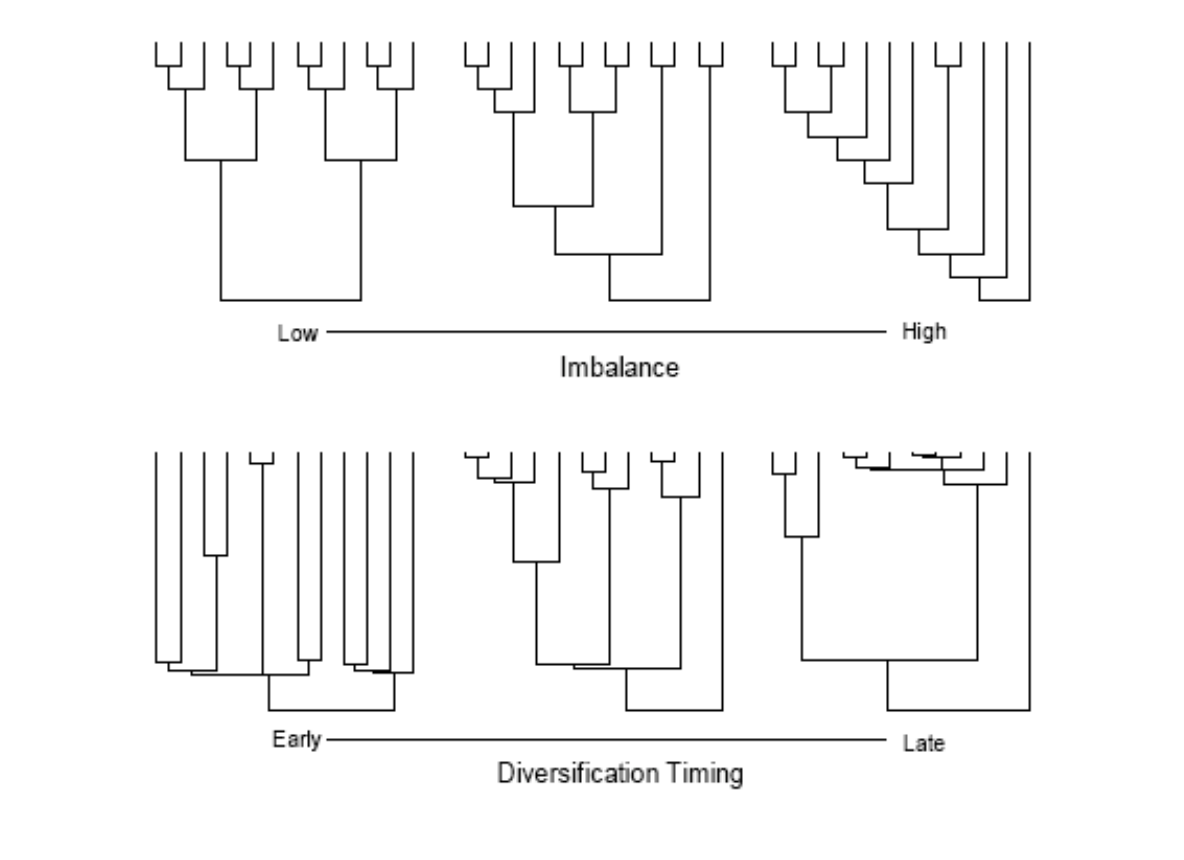 Low High
Imbalance
Early Late
Diversification Timing